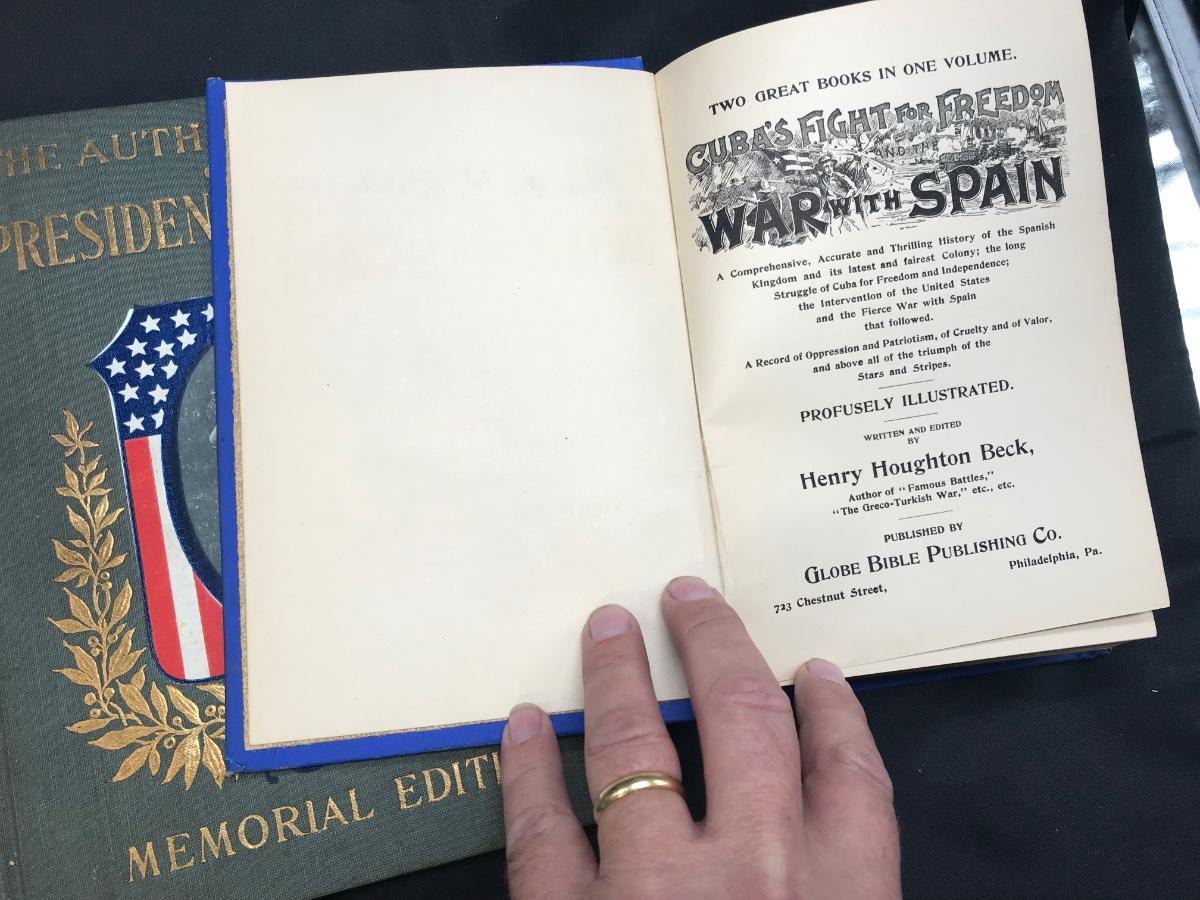 THE AUTH
PRESIDEN
MEMORIAL EDITI
TWO GREAT BOOKS IN ONE VOLUME.
CUBA'S FIGHT FOR FREEDOM
AND THE
WAR WITH SPAIN
A Comprehensive, Accurate and Thrilling History of the Spanish
Kingdom and its latest and fairest Colony; the long
Struggle of Cuba for Freedom and Independence;
the Intervention of the United States
and the Fierce War with Spain
that followed.
A Record of Oppression and Patriotism, of Cruelty and of Valor,
and above all of the triumph of the
Stars and Stripes.
PROFUSELY ILLUSTRATED.
WRITTEN AND EDITED
BY
Henry Houghton Beck,
Author of "Famous Battles,"
"The Greco-Turkish War," etc., etc.
PUBLISHED BY
GLOBE BIBLE PUBLISHING CO.
723 Chestnut Street, Philadelphia, Pa.